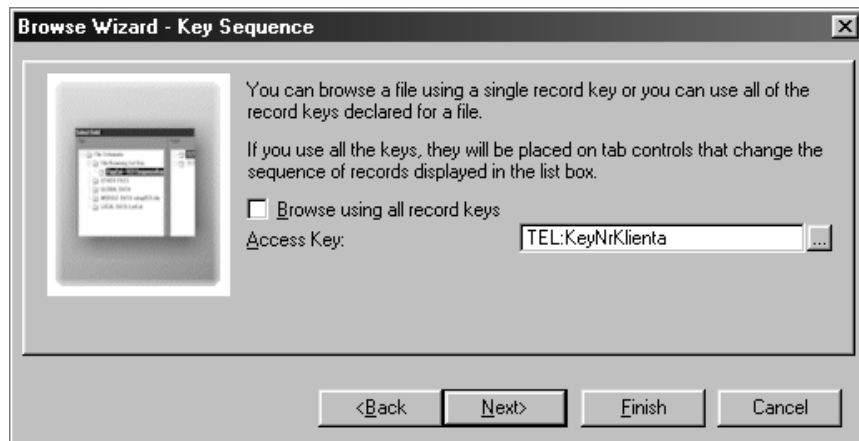 Browse Wizard - Key Sequence
You can browse a file using a single record key or you can use all of the
record keys declared for a file.
If you use all the keys, they will be placed on tab controls that change the
sequence of records displayed in the list box.
Browse using all record keys
Access Key: TEL:KeyNrKlienta ...
<Back Next> Finish Cancel